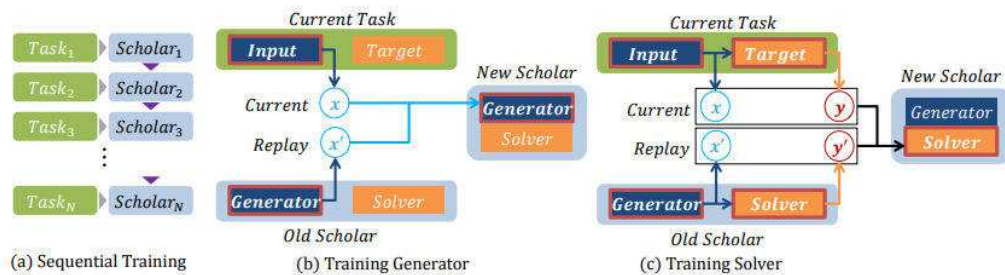 Task1 Scholar1
Task2 Scholar2
Task3 Scholar3
⋮
TaskN ScholarN
(a) Sequential Training
Current Task
Input Target
New Scholar
Current x
Generator
Replay x'
Solver
Generator Solver
Old Scholar
(b) Training Generator
Current Task
Input Target
New Scholar
Current x y
Generator
Replay x' y'
Solver
Generator Solver
Old Scholar
(c) Training Solver